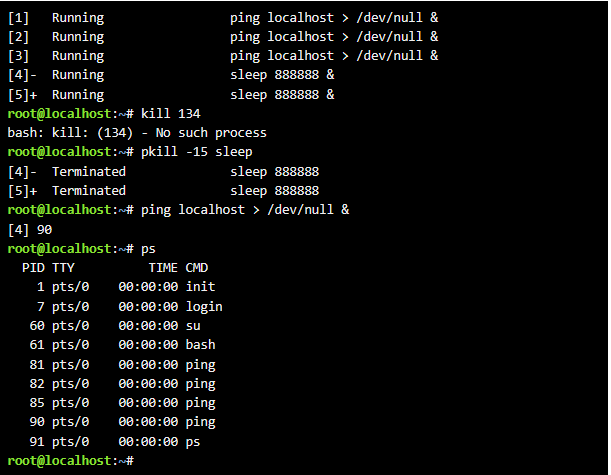 [1]   Running                 ping localhost > /dev/null &
[2]   Running                 ping localhost > /dev/null &
[3]   Running                 ping localhost > /dev/null &
[4]-  Running                 sleep 888888 &
[5]+  Running                 sleep 888888 &
root@localhost:~# kill 134
bash: kill: (134) - No such process
root@localhost:~# pkill -15 sleep
[4]-  Terminated              sleep 888888
[5]+  Terminated              sleep 888888
root@localhost:~# ping localhost > /dev/null &
[4] 90
root@localhost:~# ps
  PID TTY          TIME CMD
    1 pts/0    00:00:00 init
    7 pts/0    00:00:00 login
   60 pts/0    00:00:00 su
   61 pts/0    00:00:00 bash
   81 pts/0    00:00:00 ping
   82 pts/0    00:00:00 ping
   85 pts/0    00:00:00 ping
   90 pts/0    00:00:00 ping
   91 pts/0    00:00:00 ps
root@localhost:~#